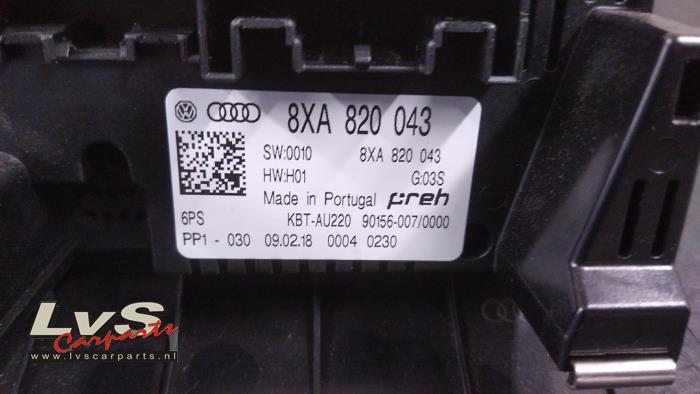 8XA 820 043
SW:0010 8XA 820 043
HW:H01 G:03S
Made in Portugal Preh
6PS KBT-AU220 90156-007/0000
PP1 - 030 09.02.18 0004 0230
LvS
Carparts
www.lvscarparts.nl